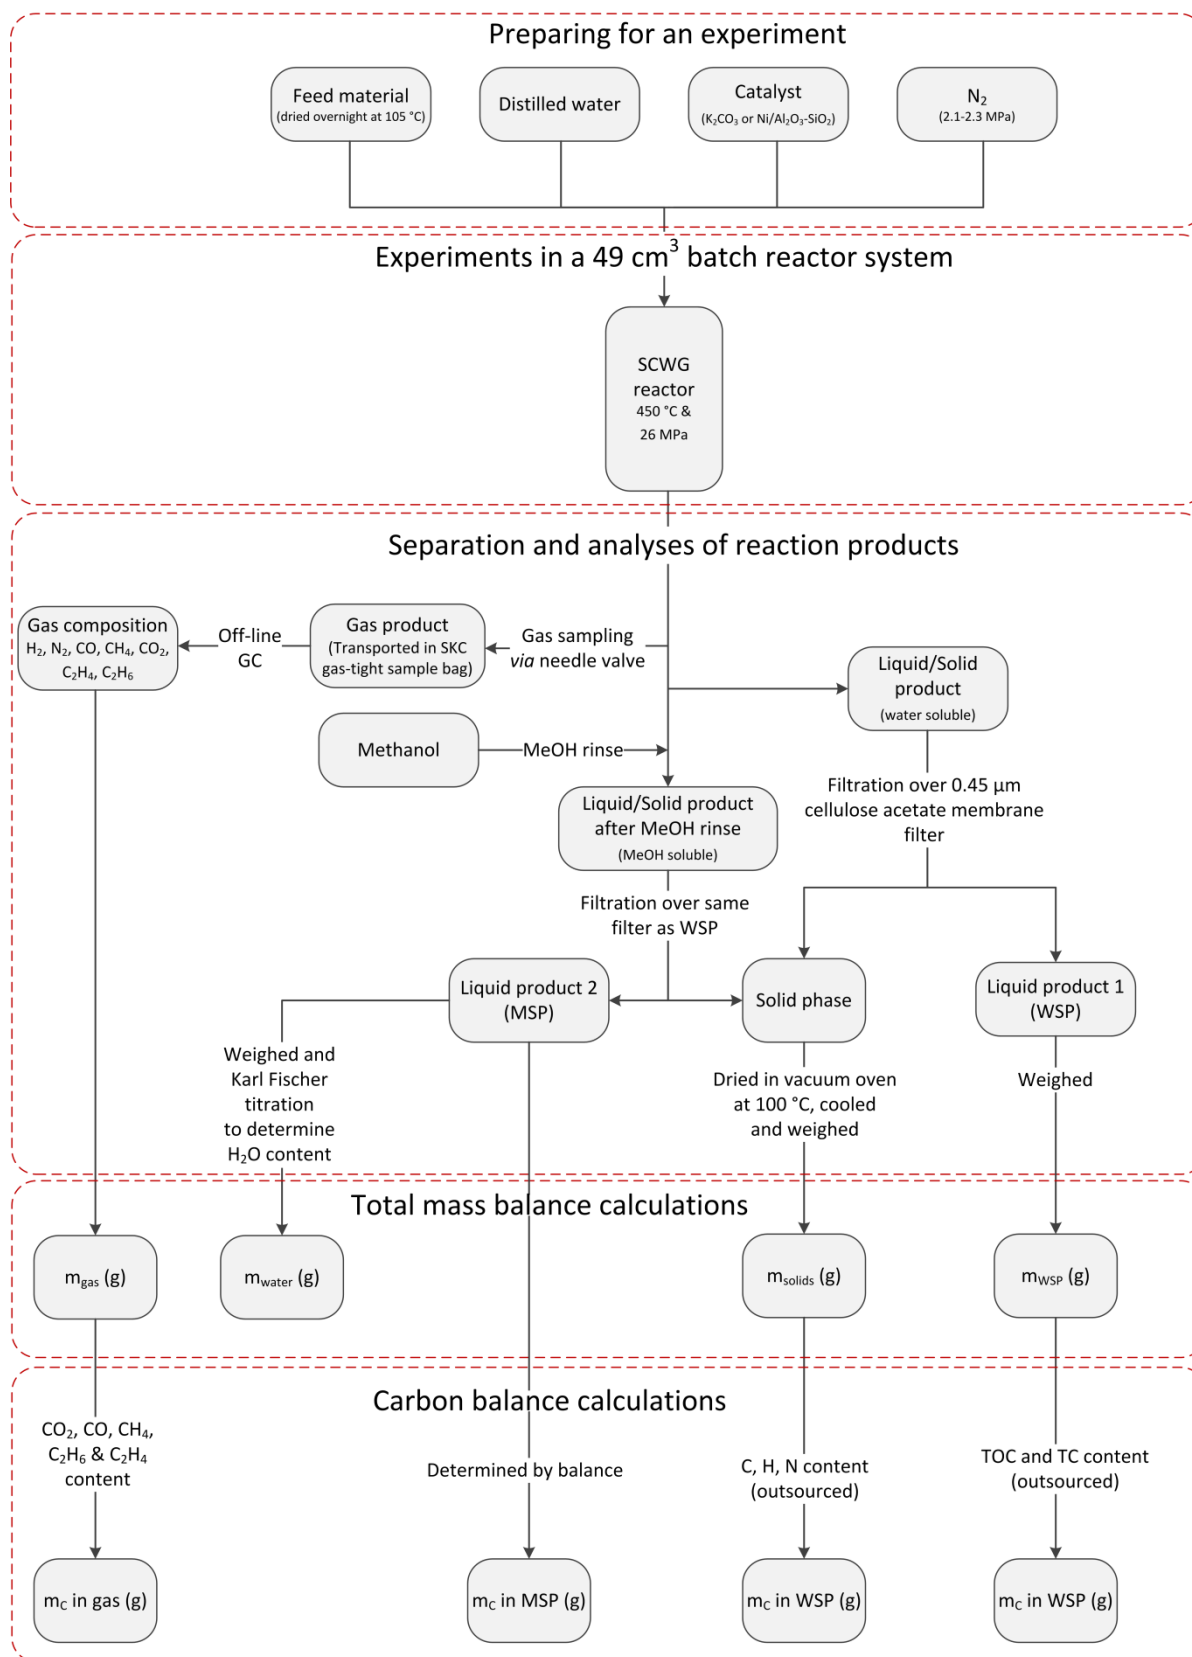 Preparing for an experiment
Feed material
(dried overnight at 105 °C)
Distilled water
Catalyst
(K₂CO₃ or Ni/Al₂O₃-SiO₂)
N₂
(2.1-2.3 MPa)
Experiments in a 49 cm³ batch reactor system
SCWG
reactor
450 °C &
26 MPa
Separation and analyses of reaction products
Gas composition
H₂, N₂, CO, CH₄, CO₂,
C₂H₄, C₂H₆
Off-line
GC
Gas product
(Transported in SKC
gas-tight sample bag)
Gas sampling
via needle valve
Liquid/Solid
product
(water soluble)
Methanol
MeOH rinse
Liquid/Solid product
after MeOH rinse
(MeOH soluble)
Filtration over 0.45 µm
cellulose acetate membrane
filter
Filtration over same
filter as WSP
Liquid product 2
(MSP)
Solid phase
Liquid product 1
(WSP)
Weighed and
Karl Fischer
titration
to determine
H₂O content
Dried in vacuum oven
at 100 °C, cooled
and weighed
Weighed
Total mass balance calculations
m_gas (g)
m_water (g)
m_solids (g)
m_WSP (g)
Carbon balance calculations
CO₂, CO, CH₄,
C₂H₆ & C₂H₄
content
Determined by balance
C, H, N content
(outsourced)
TOC and TC content
(outsourced)
m_C in gas (g)
m_C in MSP (g)
m_C in WSP (g)
m_C in WSP (g)